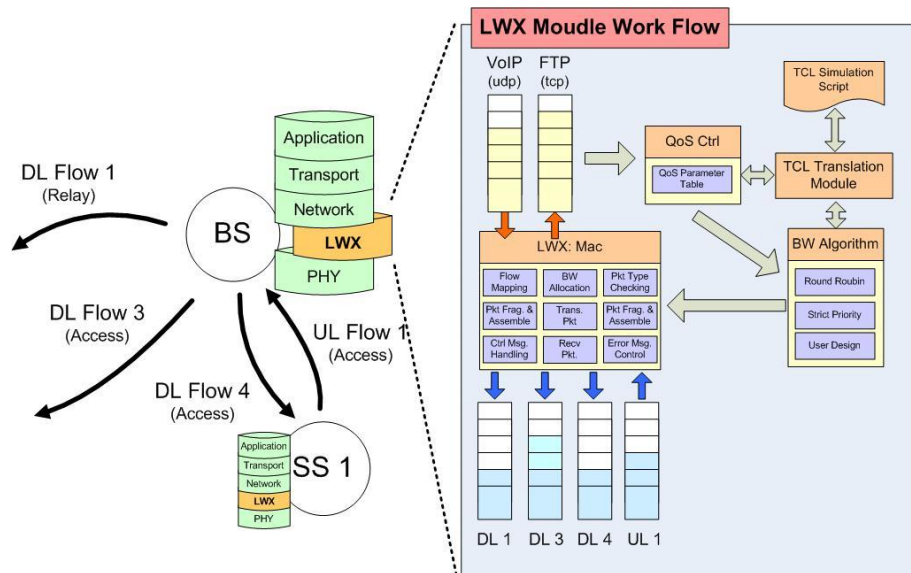 LWX Moudle Work Flow
VoIP
(udp)
FTP
(tcp)
TCL Simulation
Script
QoS Ctrl
QoS Parameter
Table
TCL Translation
Module
BW Algorithm
Round Roubin
Strict Priority
User Design
LWX: Mac
Flow
Mapping
BW
Allocation
Pkt Type
Checking
Pkt Frag. &
Assemble
Trans.
Pkt
Pkt Frag. &
Assemble
Ctrl Msg.
Handling
Recv
Pkt.
Error Msg.
Control
DL 1
DL 3
DL 4
UL 1
Application
Transport
Network
LWX
PHY
BS
DL Flow 1
(Relay)
DL Flow 3
(Access)
UL Flow 1
(Access)
DL Flow 4
(Access)
Application
Transport
Network
LWX
PHY
SS 1